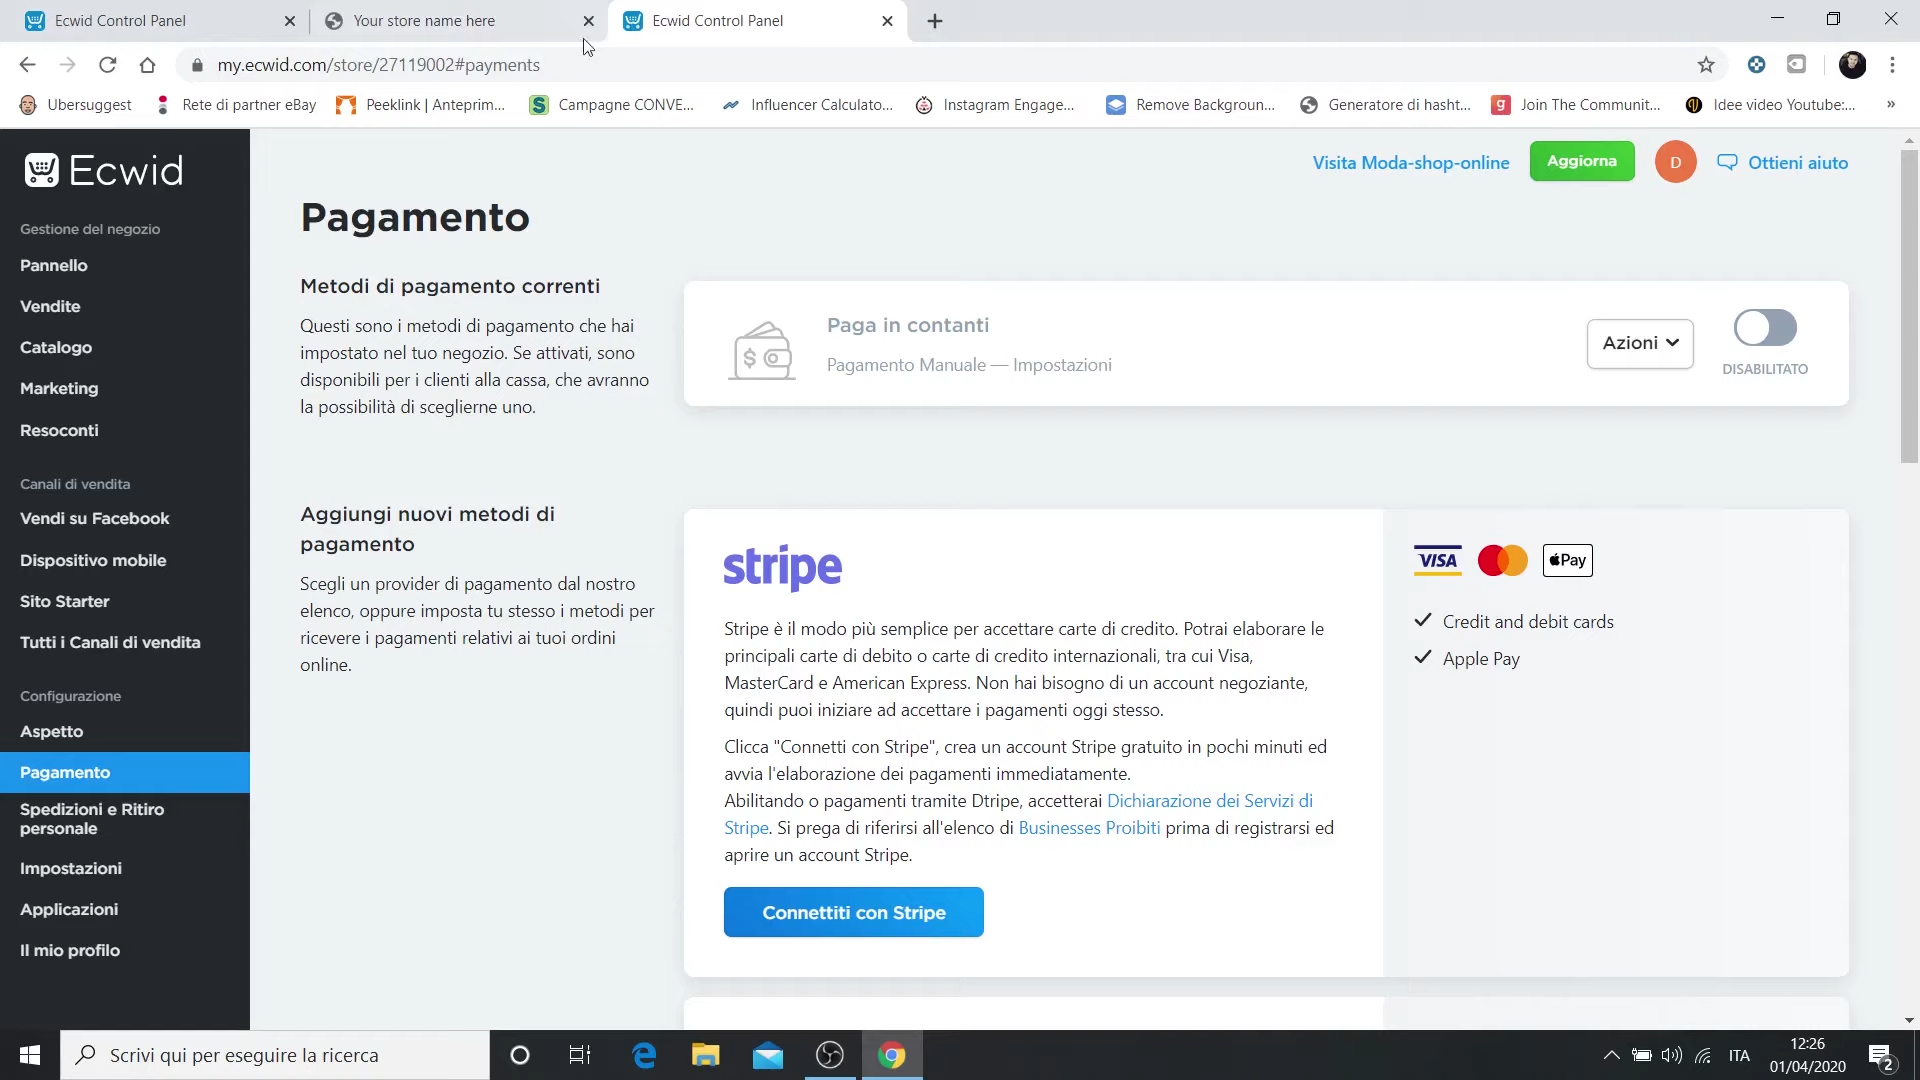 Ecwid Control Panel
Your store name here
Ecwid Control Panel
my.ecwid.com/store/27119002#payments
Ubersuggest
Rete di partner eBay
Peeklink | Anteprim...
Campagne CONVE...
Influencer Calculato...
Instagram Engage...
Remove Backgroun...
Generatore di hasht...
Join The Communit...
Idee video Youtube:...
»
Ecwid
Visita Moda-shop-online
Aggiorna
D
Ottieni aiuto
Gestione del negozio
Pannello
Vendite
Catalogo
Marketing
Resoconti
Canali di vendita
Vendi su Facebook
Dispositivo mobile
Sito Starter
Tutti i Canali di vendita
Configurazione
Aspetto
Pagamento
Spedizioni e Ritiro
personale
Impostazioni
Applicazioni
Il mio profilo
Pagamento
Metodi di pagamento correnti
Questi sono i metodi di pagamento che hai
impostato nel tuo negozio. Se attivati, sono
disponibili per i clienti alla cassa, che avranno
la possibilità di sceglierne uno.
Paga in contanti
Pagamento Manuale — Impostazioni
Azioni
DISABILITATO
Aggiungi nuovi metodi di
pagamento
Scegli un provider di pagamento dal nostro
elenco, oppure imposta tu stesso i metodi per
ricevere i pagamenti relativi ai tuoi ordini
online.
stripe
Stripe è il modo più semplice per accettare carte di credito. Potrai elaborare le
principali carte di debito o carte di credito internazionali, tra cui Visa,
MasterCard e American Express. Non hai bisogno di un account negoziante,
quindi puoi iniziare ad accettare i pagamenti oggi stesso.
Clicca "Connetti con Stripe", crea un account Stripe gratuito in pochi minuti ed
avvia l'elaborazione dei pagamenti immediatamente.
Abilitando o pagamenti tramite Dtripe, accetterai Dichiarazione dei Servizi di
Stripe. Si prega di riferirsi all'elenco di Businesses Proibiti prima di registrarsi ed
aprire un account Stripe.
Connettiti con Stripe
VISA
Pay
Credit and debit cards
Apple Pay
Scrivi qui per eseguire la ricerca
ITA
12:26
01/04/2020
2